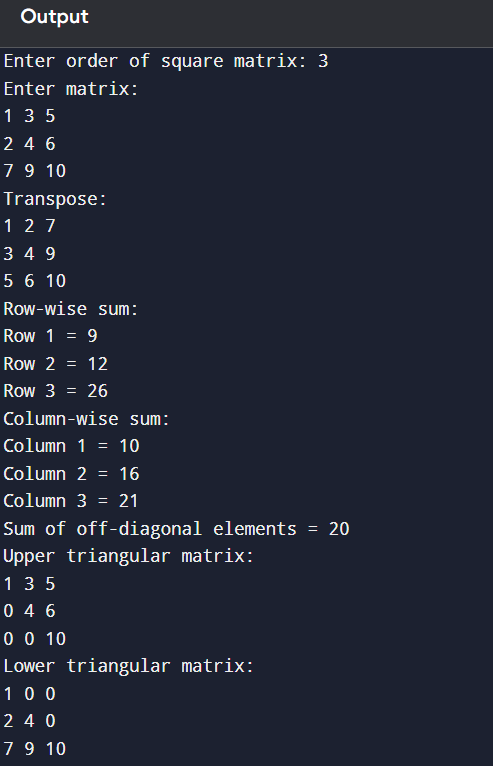 Output
Enter order of square matrix: 3
Enter matrix:
1 3 5
2 4 6
7 9 10
Transpose:
1 2 7
3 4 9
5 6 10
Row-wise sum:
Row 1 = 9
Row 2 = 12
Row 3 = 26
Column-wise sum:
Column 1 = 10
Column 2 = 16
Column 3 = 21
Sum of off-diagonal elements = 20
Upper triangular matrix:
1 3 5
0 4 6
0 0 10
Lower triangular matrix:
1 0 0
2 4 0
7 9 10